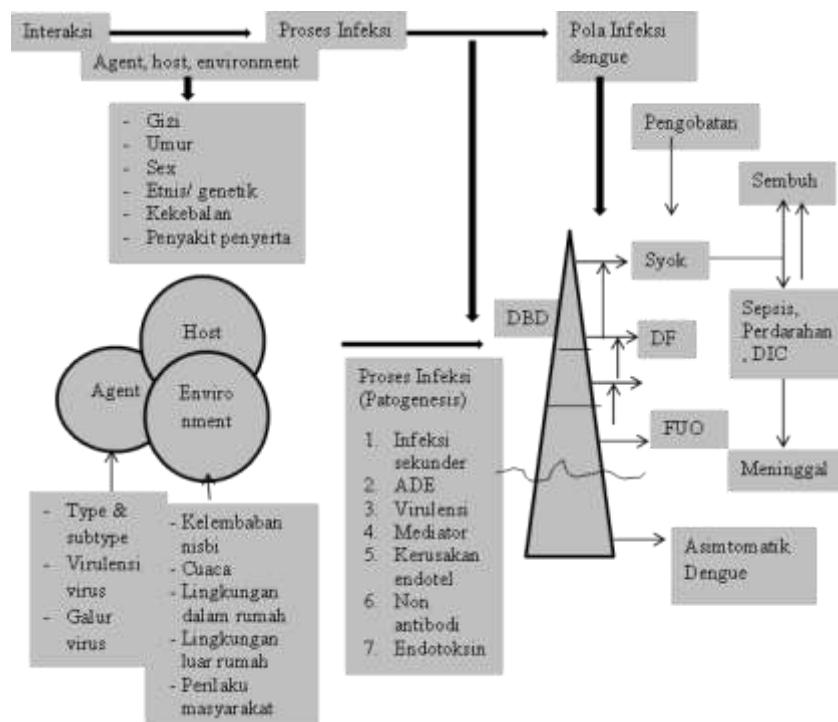 Interaksi
Proses Infeksi
Pola Infeksi
dengue
Agent, host, environment
- Gizi
- Umur
- Sex
- Etnis/ genetik
- Kekebalan
- Penyakit penyerta
Pengobatan
Sembuh
Syok
Sepsis,
Perdarahan
, DIC
DBD
DF
FUO
Meninggal
Asimtomatik
Dengue
Host
Agent
Enviro
nment
Proses Infeksi
(Patogenesis)
1. Infeksi
sekunder
2. ADE
3. Virulensi
4. Mediator
5. Kerusakan
endotel
6. Non
antibodi
7. Endotoksin
- Type &
subtype
- Virulensi
virus
- Galur
virus
- Kelembaban
nisbi
- Cuaca
- Lingkungan
dalam rumah
- Lingkungan
luar rumah
- Perilaku
masyarakat